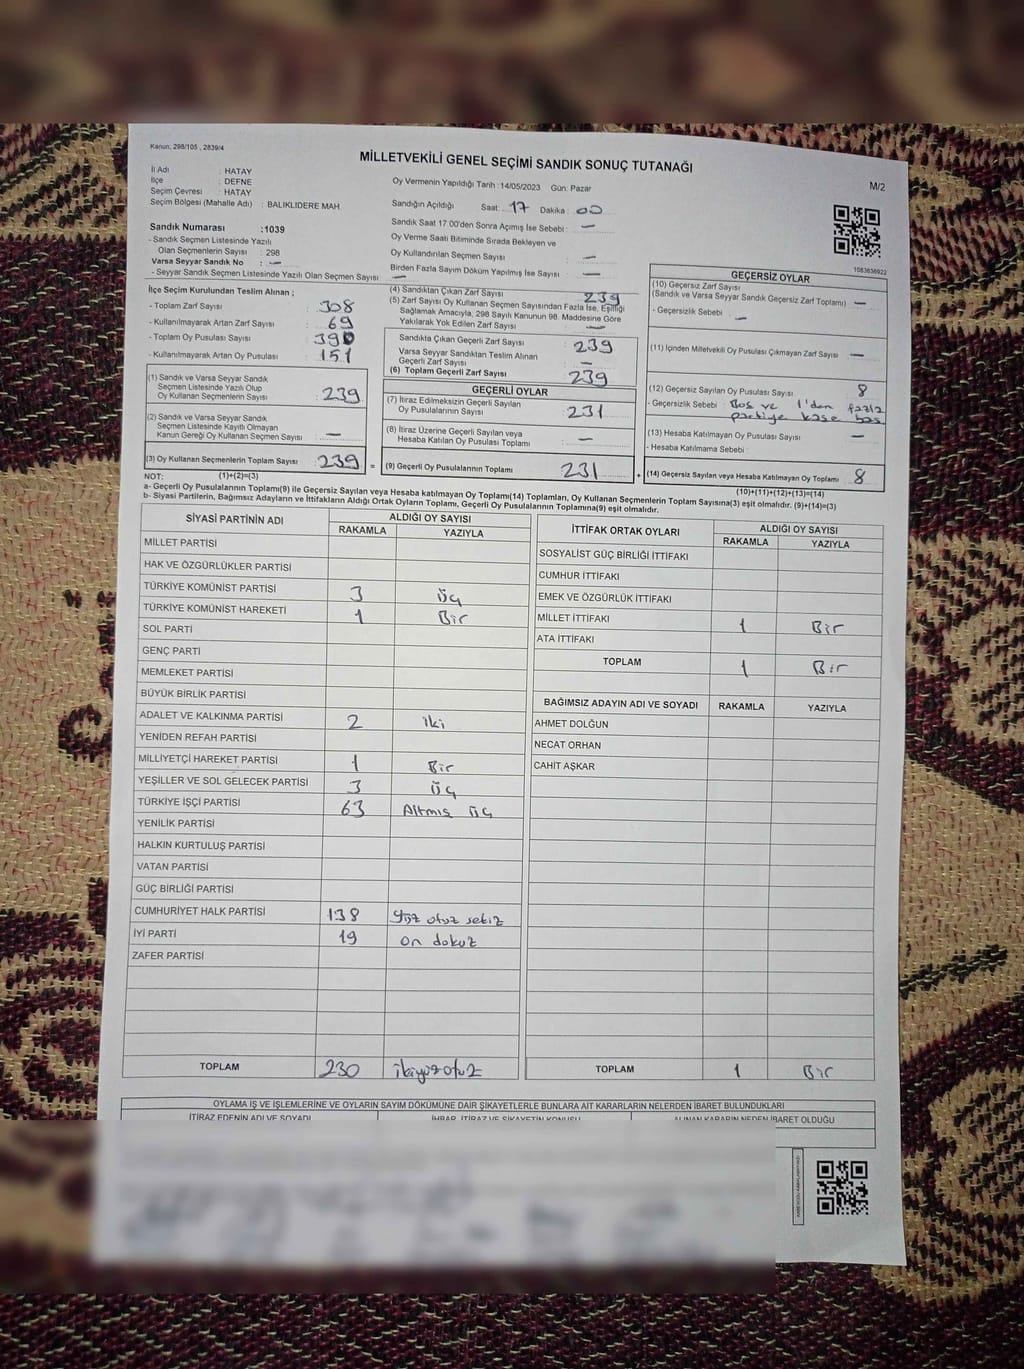 Kanun; 298/105 , 2839/4
MİLLETVEKİLİ GENEL SEÇİMİ SANDIK SONUÇ TUTANAĞI
M/2
İl Adı : HATAY
İlçe : DEFNE
Seçim Çevresi : HATAY
Seçim Bölgesi (Mahalle Adı) : BALIKLIDERE MAH.
Oy Vermenin Yapıldığı Tarih :14/05/2023 Gün: Pazar
Sandığın Açıldığı Saat: 17 Dakika : 00
Sandık Saat 17.00'den Sonra Açımış İse Sebebi : —
Oy Verme Saati Bitiminde Sırada Bekleyen ve
Oy Kullandırılan Seçmen Sayısı : —
Birden Fazla Sayım Döküm Yapılmış İse Sayısı : —
Sandık Numarası :1039
- Sandık Seçmen Listesinde Yazılı
Olan Seçmenlerin Sayısı : 298
Varsa Seyyar Sandık No : —
- Seyyar Sandık Seçmen Listesinde Yazılı Olan Seçmen Sayısı : —
1083636922
İlçe Seçim Kurulundan Teslim Alınan ;
- Toplam Zarf Sayısı : 308
- Kullanılmayarak Artan Zarf Sayısı : 69
- Toplam Oy Pusulası Sayısı : 390
- Kullanılmayarak Artan Oy Pusulası : 151
(1) Sandık ve Varsa Seyyar Sandık
Seçmen Listesinde Yazılı Olup
Oy Kullanan Seçmenlerin Sayısı : 239
(2) Sandık ve Varsa Seyyar Sandık
Seçmen Listesinde Kayıtlı Olmayan
Kanun Gereği Oy Kullanan Seçmen Sayısı : —
(3) Oy Kullanan Seçmenlerin Toplam Sayısı : 239
(4) Sandıktan Çıkan Zarf Sayısı : 239
(5) Zarf Sayısı Oy Kullanan Seçmen Sayısından Fazla İse, Eşitliği
Sağlamak Amacıyla, 298 Sayılı Kanunun 98. Maddesine Göre
Yakılarak Yok Edilen Zarf Sayısı : —
Sandıkta Çıkan Geçerli Zarf Sayısı : 239
Varsa Seyyar Sandıktan Teslim Alınan
Geçerli Zarf Sayısı : —
(6) Toplam Geçerli Zarf Sayısı : 239
GEÇERLİ OYLAR
(7) İtiraz Edilmeksizin Geçerli Sayılan
Oy Pusulalarının Sayısı : 231
(8) İtiraz Üzerine Geçerli Sayılan veya
Hesaba Katılan Oy Pusulası Toplamı : —
= (9) Geçerli Oy Pusulalarının Toplamı : 231
GEÇERSİZ OYLAR
(10) Geçersiz Zarf Sayısı
(Sandık ve Varsa Seyyar Sandık Geçersiz Zarf Toplamı) : —
- Geçersizlik Sebebi : —
(11) İçinden Milletvekili Oy Pusulası Çıkmayan Zarf Sayısı : —
(12) Geçersiz Sayılan Oy Pusulası Sayısı : 8
- Geçersizlik Sebebi : Boş ve 1'den fazla
partiye kaşe bas
(13) Hesaba Katılmayan Oy Pusulası Sayısı : —
- Hesaba Katılmama Sebebi :
+ (14) Geçersiz Sayılan veya Hesaba Katılmayan Oy Toplamı : 8
NOT: (1)+(2)=(3)
(10)+(11)+(12)+(13)=(14)
a- Geçerli Oy Pusulalarının Toplamı(9) ile Geçersiz Sayılan veya Hesaba katılmayan Oy Toplamı(14) Toplamları, Oy Kullanan Seçmenlerin Toplam Sayısına(3) eşit olmalıdır. (9)+(14)=(3)
b- Siyasi Partilerin, Bağımsız Adayların ve İttifakların Aldığı Ortak Oyların Toplamı, Geçerli Oy Pusulalarının Toplamına(9) eşit olmalıdır.
SİYASİ PARTİNİN ADI ALDIĞI OY SAYISI
RAKAMLA YAZIYLA
MİLLET PARTİSİ
HAK VE ÖZGÜRLÜKLER PARTİSİ
TÜRKİYE KOMÜNİST PARTİSİ 3 Üç
TÜRKİYE KOMÜNİST HAREKETİ 1 Bir
SOL PARTİ
GENÇ PARTİ
MEMLEKET PARTİSİ
BÜYÜK BİRLİK PARTİSİ
ADALET VE KALKINMA PARTİSİ 2 iki
YENİDEN REFAH PARTİSİ
MİLLİYETÇİ HAREKET PARTİSİ 1 Bir
YEŞİLLER VE SOL GELECEK PARTİSİ 3 Üç
TÜRKİYE İŞÇİ PARTİSİ 63 Altmış üç
YENİLİK PARTİSİ
HALKIN KURTULUŞ PARTİSİ
VATAN PARTİSİ
GÜÇ BİRLİĞİ PARTİSİ
CUMHURİYET HALK PARTİSİ 138 Yüz otuz sekiz
İYİ PARTİ 19 on dokuz
ZAFER PARTİSİ
TOPLAM 230 ikiyüzotuz
İTTİFAK ORTAK OYLARI ALDIĞI OY SAYISI
RAKAMLA YAZIYLA
SOSYALİST GÜÇ BİRLİĞİ İTTİFAKI
CUMHUR İTTİFAKI
EMEK VE ÖZGÜRLÜK İTTİFAKI
MİLLET İTTİFAKI 1 Bir
ATA İTTİFAKI
TOPLAM 1 Bir
BAĞIMSIZ ADAYIN ADI VE SOYADI RAKAMLA YAZIYLA
AHMET DOLĞUN
NECAT ORHAN
CAHİT AŞKAR
TOPLAM 1 Bir
OYLAMA İŞ VE İŞLEMLERİNE VE OYLARIN SAYIM DÖKÜMÜNE DAİR ŞİKAYETLERLE BUNLARA AİT KARARLARIN NELERDEN İBARET BULUNDUKLARI
İTİRAZ EDENİN ADI VE SOYADI İHBAR, İTİRAZ VE ŞİKAYETİN KONUSU ALINAN KARARIN NEDEN İBARET OLDUĞU